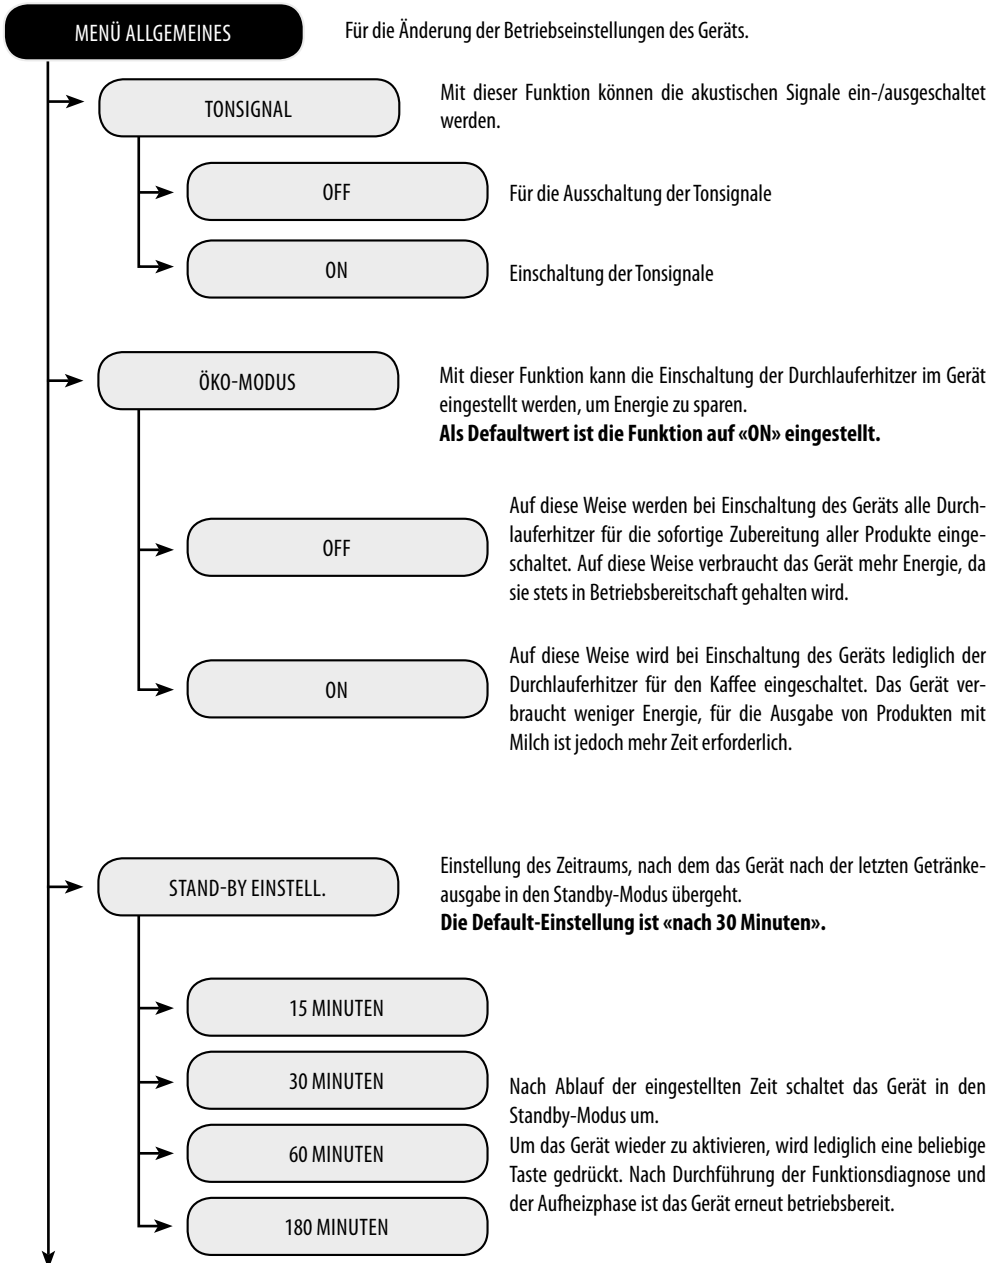 MENÜ ALLGEMEINES
Für die Änderung der Betriebseinstellungen des Geräts.
TONSIGNAL
Mit dieser Funktion können die akustischen Signale ein-/ausgeschaltet
werden.
OFF
Für die Ausschaltung der Tonsignale
ON
Einschaltung der Tonsignale
ÖKO-MODUS
Mit dieser Funktion kann die Einschaltung der Durchlauferhitzer im Gerät
eingestellt werden, um Energie zu sparen.
Als Defaultwert ist die Funktion auf «ON» eingestellt.
OFF
Auf diese Weise werden bei Einschaltung des Geräts alle Durch-
lauferhitzer für die sofortige Zubereitung aller Produkte einge-
schaltet. Auf diese Weise verbraucht das Gerät mehr Energie, da
sie stets in Betriebsbereitschaft gehalten wird.
ON
Auf diese Weise wird bei Einschaltung des Geräts lediglich der
Durchlauferhitzer für den Kaffee eingeschaltet. Das Gerät ver-
braucht weniger Energie, für die Ausgabe von Produkten mit
Milch ist jedoch mehr Zeit erforderlich.
STAND-BY EINSTELL.
Einstellung des Zeitraums, nach dem das Gerät nach der letzten Getränke-
ausgabe in den Standby-Modus übergeht.
Die Default-Einstellung ist «nach 30 Minuten».
15 MINUTEN
30 MINUTEN
60 MINUTEN
180 MINUTEN
Nach Ablauf der eingestellten Zeit schaltet das Gerät in den
Standby-Modus um.
Um das Gerät wieder zu aktivieren, wird lediglich eine beliebige
Taste gedrückt. Nach Durchführung der Funktionsdiagnose und
der Aufheizphase ist das Gerät erneut betriebsbereit.